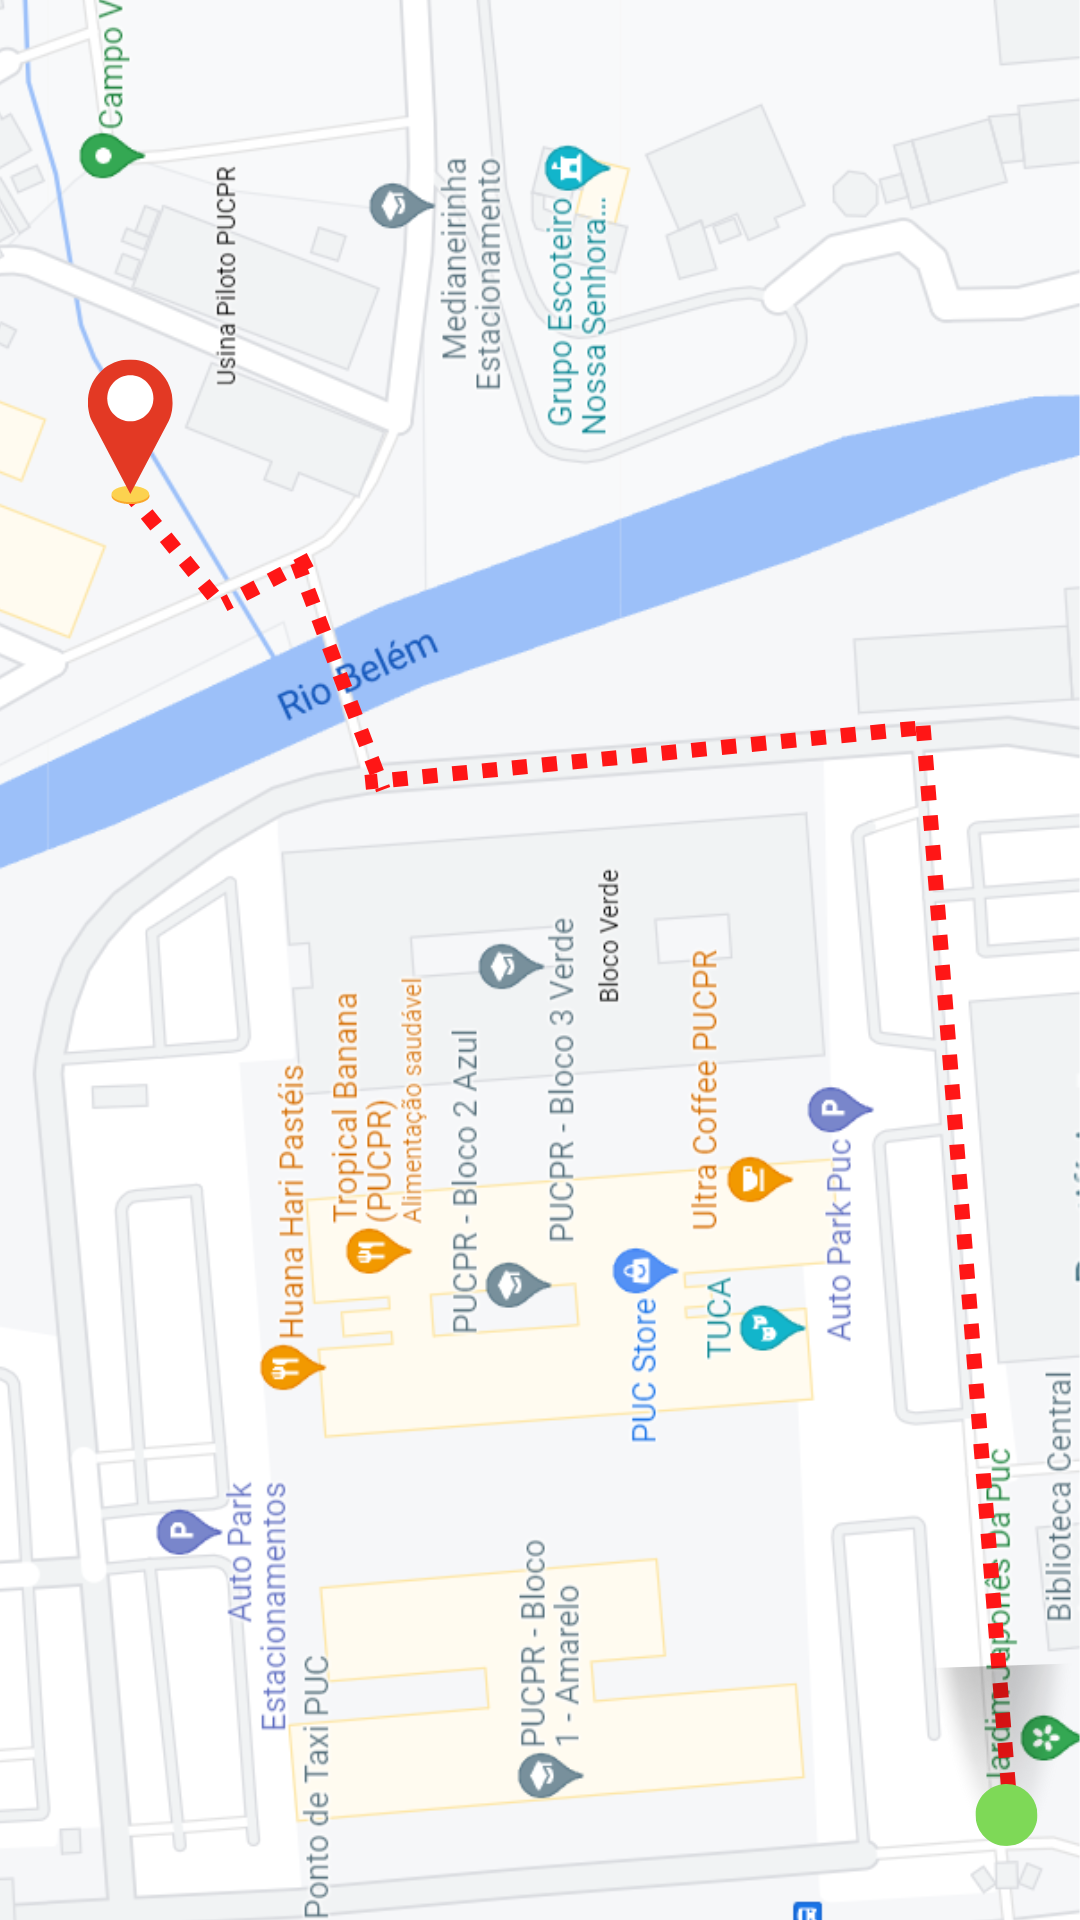 Campo V
Usina Piloto PUCPR
Medianeirinha
Estacionamento
Grupo Escoteiro
Nossa Senhora...
Rio Belém
Bloco Verde
PUCPR - Bloco 3 Verde
PUCPR - Bloco 2 Azul
Tropical Banana
(PUCPR)
Alimentação saudável
Huana Hari Pastéis
Ultra Coffee PUCPR
P
Auto Park Puc
PUC Store
TUCA
P
Auto Park
Estacionamentos
Biblioteca Central
Jardim Japonês Da Puc
PUCPR - Bloco
1 - Amarelo
Ponto de Taxi PUC